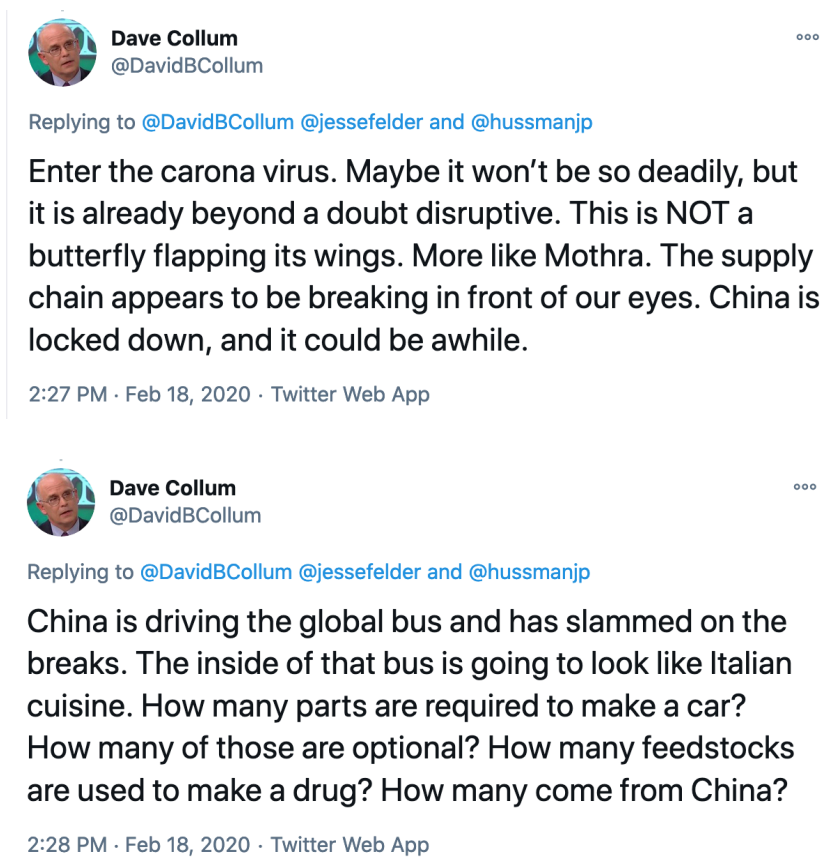 Dave Collum
@DavidBCollum
Replying to @DavidBCollum @jessefelder and @hussmanjp
Enter the carona virus. Maybe it won’t be so deadily, but
it is already beyond a doubt disruptive. This is NOT a
butterfly flapping its wings. More like Mothra. The supply
chain appears to be breaking in front of our eyes. China is
locked down, and it could be awhile.
2:27 PM · Feb 18, 2020 · Twitter Web App
Dave Collum
@DavidBCollum
Replying to @DavidBCollum @jessefelder and @hussmanjp
China is driving the global bus and has slammed on the
breaks. The inside of that bus is going to look like Italian
cuisine. How many parts are required to make a car?
How many of those are optional? How many feedstocks
are used to make a drug? How many come from China?
2:28 PM · Feb 18, 2020 · Twitter Web App